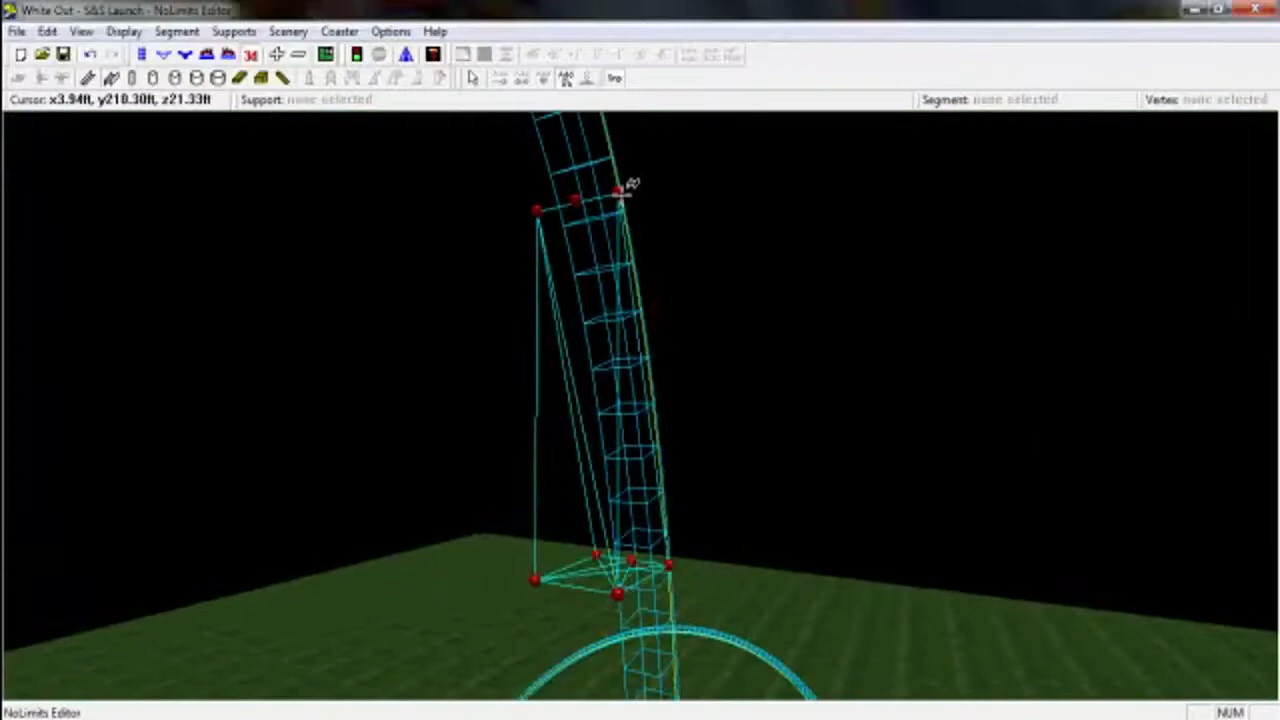 White Out - S&S Launch - NoLimits Editor
File Edit View Display Segment Supports Scenery Coaster Options Help
Cursor: x3.94ft, y210.30ft, z21.33ft Support: none selected Segment: none selected Vertex: none selected
NoLimits Editor NUM